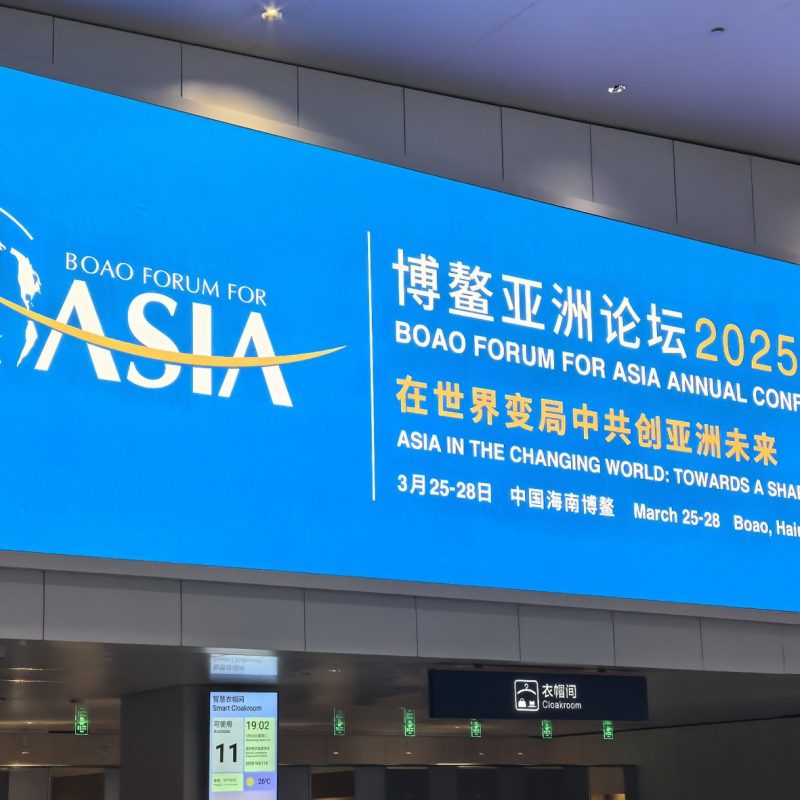 BOAO FORUM FOR
ASIA
博鳌亚洲论坛2025
BOAO FORUM FOR ASIA ANNUAL CONF
在世界变局中共创亚洲未来
ASIA IN THE CHANGING WORLD: TOWARDS A SHA
3月25-28日 中国海南博鳌 March 25-28 Boao, Hain
智慧衣帽间
Smart Cloakroom
可使用
Available
11
19:02
26℃
衣帽间
Cloakroom